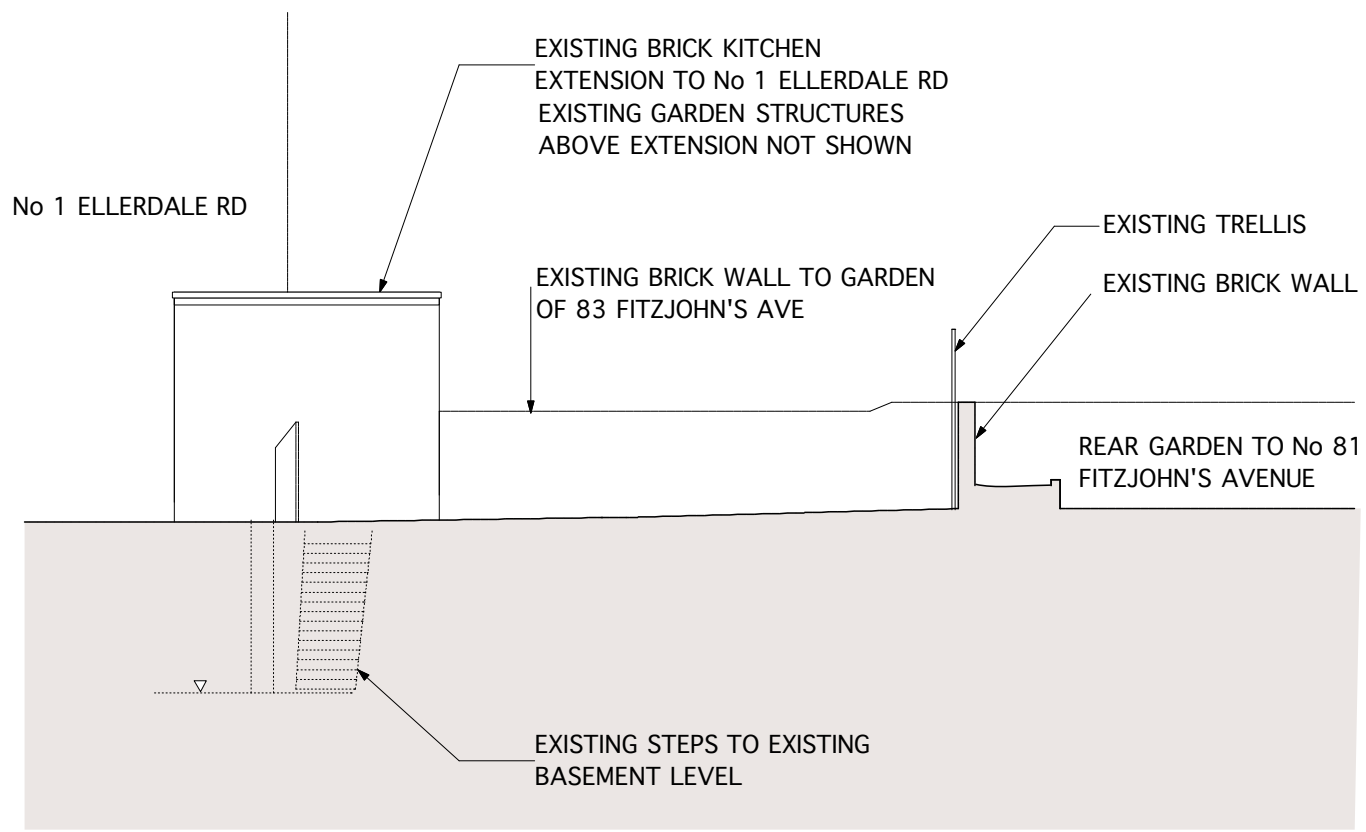 EXISTING BRICK KITCHEN
EXTENSION TO No 1 ELLERDALE RD
EXISTING GARDEN STRUCTURES
ABOVE EXTENSION NOT SHOWN
No 1 ELLERDALE RD
EXISTING TRELLIS
EXISTING BRICK WALL TO GARDEN
OF 83 FITZJOHN'S AVE
EXISTING BRICK WALL
REAR GARDEN TO No 81
FITZJOHN'S AVENUE
EXISTING STEPS TO EXISTING
BASEMENT LEVEL